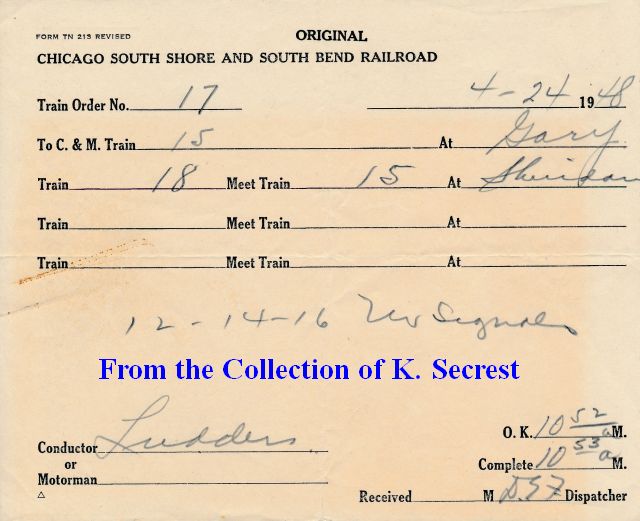 FORM TN 213 REVISED
ORIGINAL
CHICAGO SOUTH SHORE AND SOUTH BEND RAILROAD
Train Order No. 17 4-24 1948
To C. & M. Train 15 At Gary
Train 18 Meet Train 15 At Sheridan
Train Meet Train At
Train Meet Train At
12-14-16 Signals
From the Collection of K. Secrest
O. K. 10 52 a M.
Conductor Ludders
or
Complete 10 53 a M.
Motorman
Received M Dispatcher